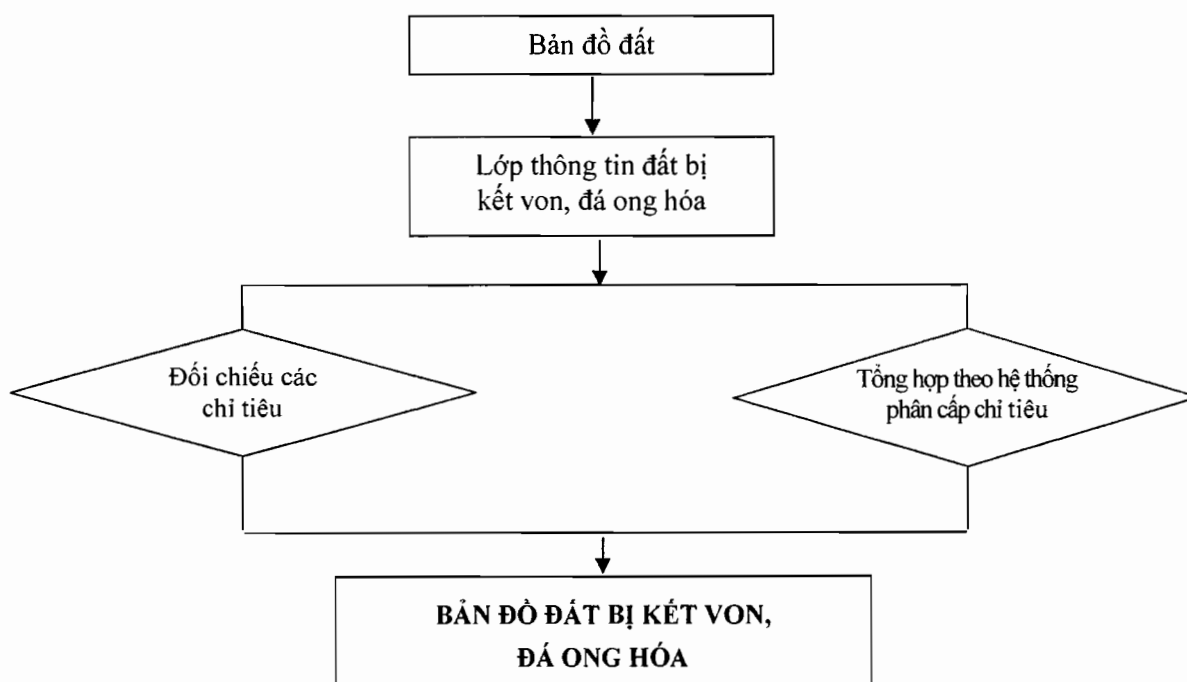 Bản đồ đất
Lớp thông tin đất bị
kết von, đá ong hóa
Đối chiếu các
chỉ tiêu
Tổng hợp theo hệ thống
phân cấp chỉ tiêu
BẢN ĐỒ ĐẤT BỊ KẾT VON,
ĐÁ ONG HÓA